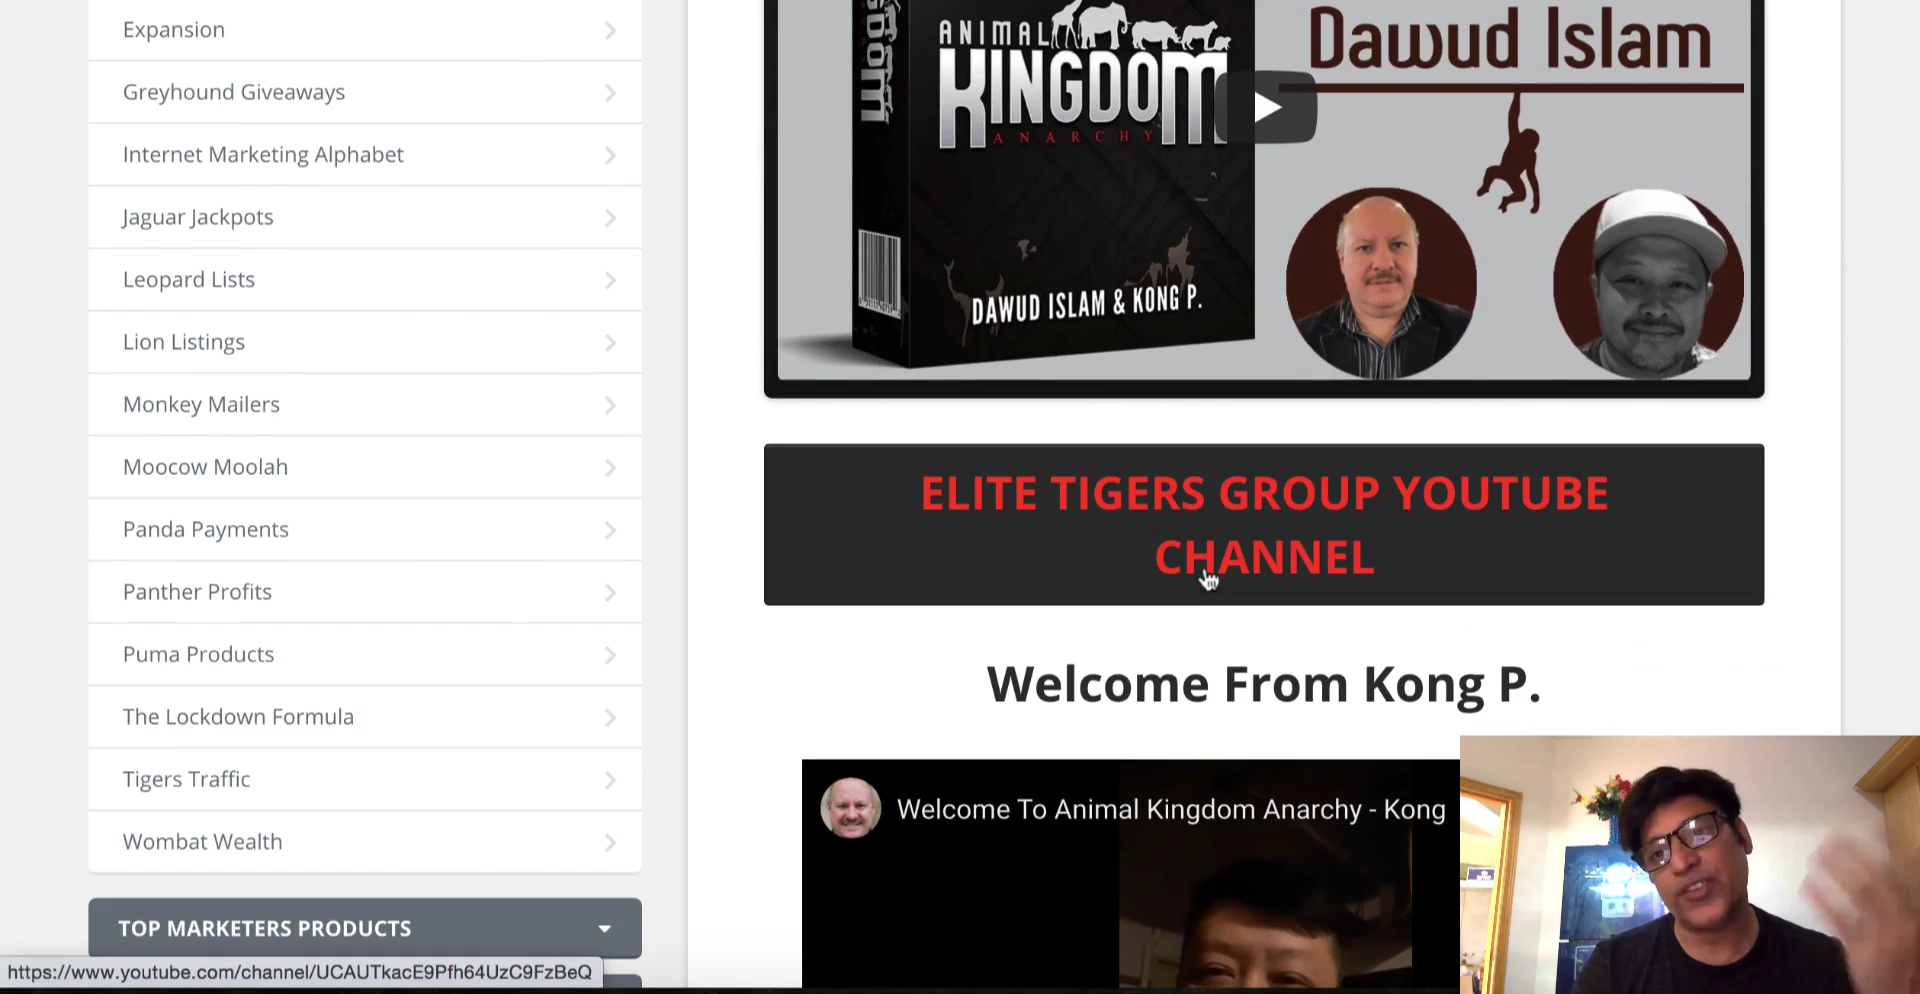 Expansion
Greyhound Giveaways
Internet Marketing Alphabet
Jaguar Jackpots
Leopard Lists
Lion Listings
Monkey Mailers
Moocow Moolah
Panda Payments
Panther Profits
Puma Products
The Lockdown Formula
Tigers Traffic
Wombat Wealth
TOP MARKETERS PRODUCTS
https://www.youtube.com/channel/UCAUTkacE9Pfh64UzC9FzBeQ
ANIMAL
KINGDOM
ANARCHY
DAWUD ISLAM & KONG P.
Dawud Islam
ELITE TIGERS GROUP YOUTUBE
CHANNEL
Welcome From Kong P.
Welcome To Animal Kingdom Anarchy - Kong